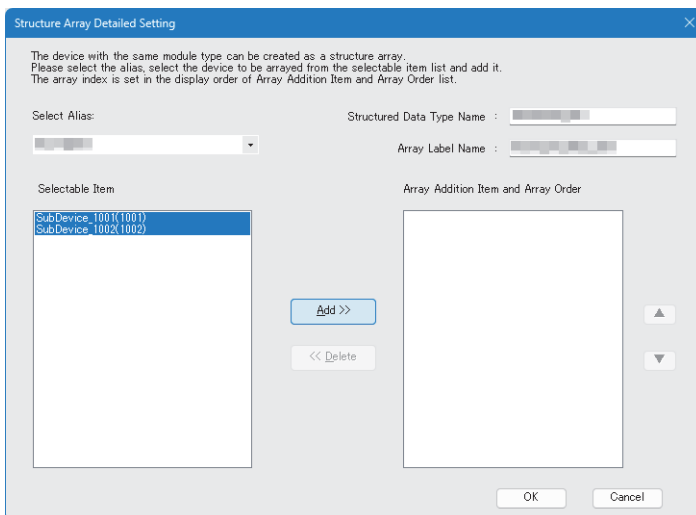 Structure Array Detailed Setting
The device with the same module type can be created as a structure array.
Please select the alias, select the device to be arrayed from the selectable item list and add it.
The array index is set in the display order of Array Addition Item and Array Order list.
Select Alias:
Structured Data Type Name :
Array Label Name :
Selectable Item
Array Addition Item and Array Order
SubDevice_1001(1001)
SubDevice_1002(1002)
Add >>
<< Delete
▲
▼
OK
Cancel